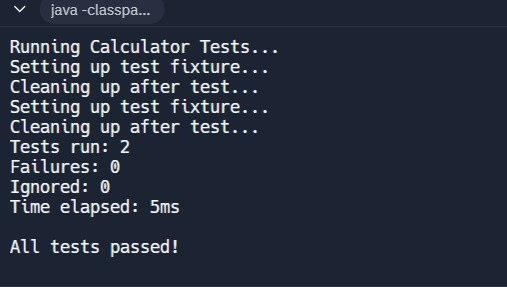 java -classpa...
Running Calculator Tests...
Setting up test fixture...
Cleaning up after test...
Setting up test fixture...
Cleaning up after test...
Tests run: 2
Failures: 0
Ignored: 0
Time elapsed: 5ms
All tests passed!